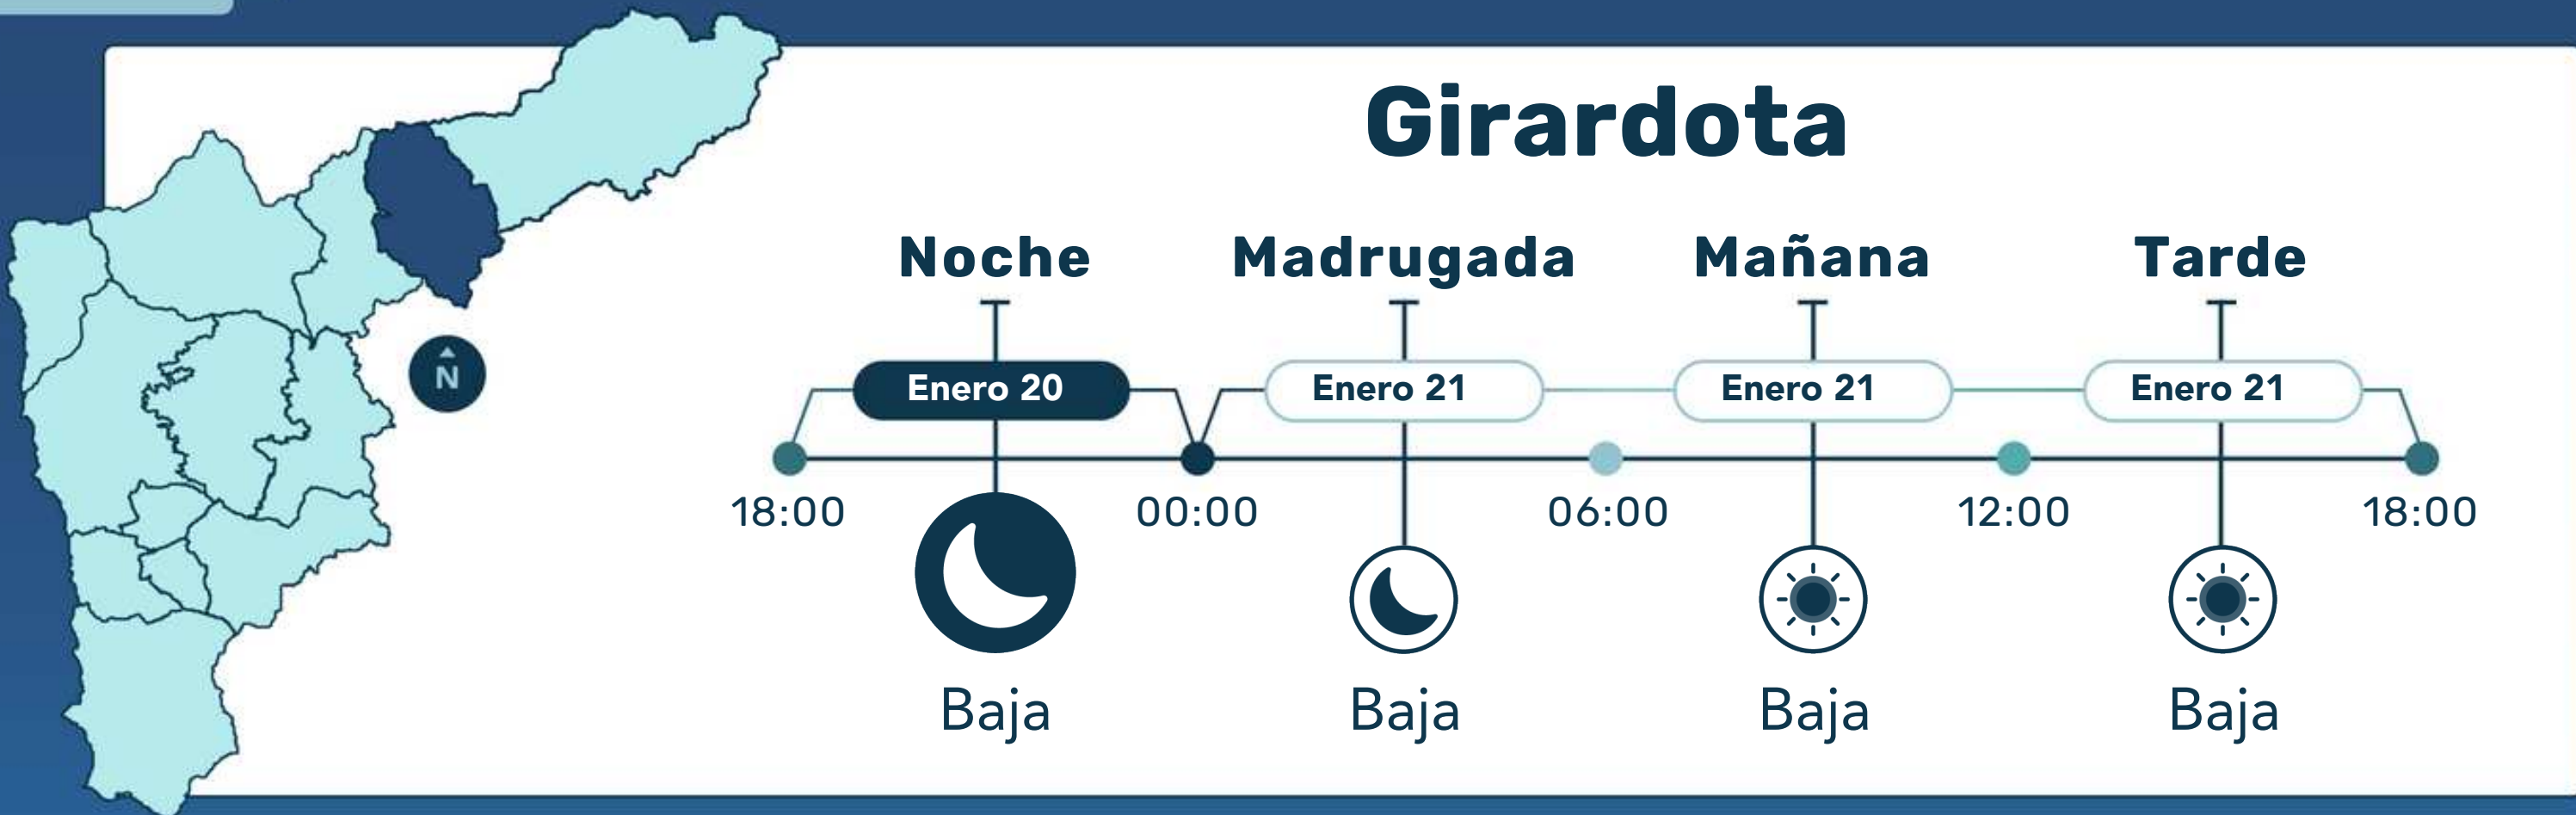 Girardota
Noche Madrugada Mañana Tarde
N
Enero 20 Enero 21 Enero 21 Enero 21
18:00 00:00 06:00 12:00 18:00
Baja Baja Baja Baja